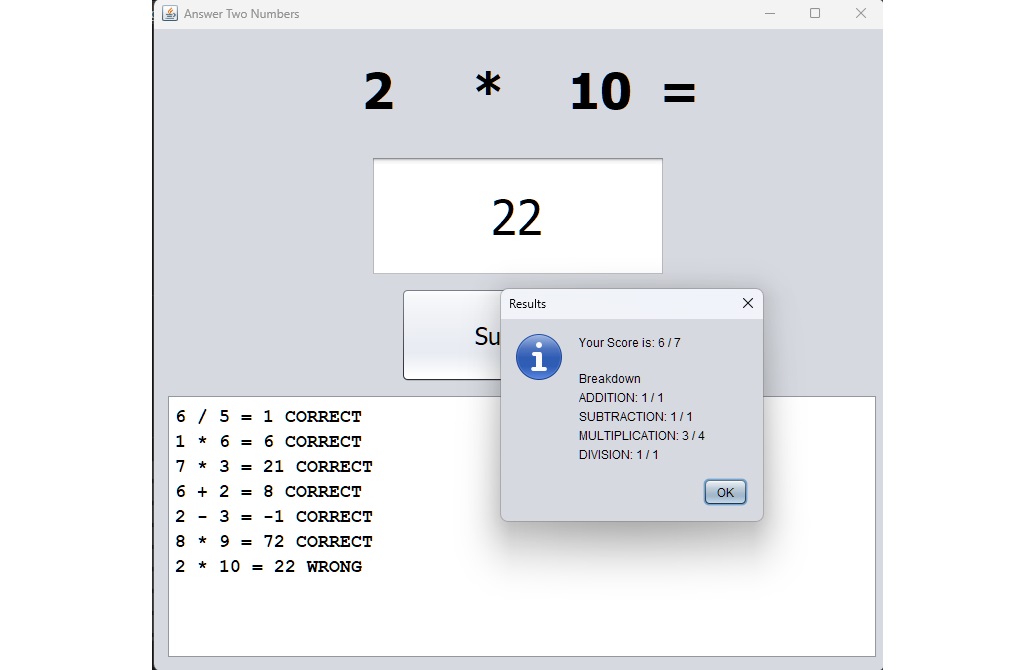 Answer Two Numbers
2 * 10 =
22
Su
Results
Your Score is: 6 / 7
Breakdown
ADDITION: 1 / 1
SUBTRACTION: 1 / 1
MULTIPLICATION: 3 / 4
DIVISION: 1 / 1
OK
6 / 5 = 1 CORRECT
1 * 6 = 6 CORRECT
7 * 3 = 21 CORRECT
6 + 2 = 8 CORRECT
2 - 3 = -1 CORRECT
8 * 9 = 72 CORRECT
2 * 10 = 22 WRONG